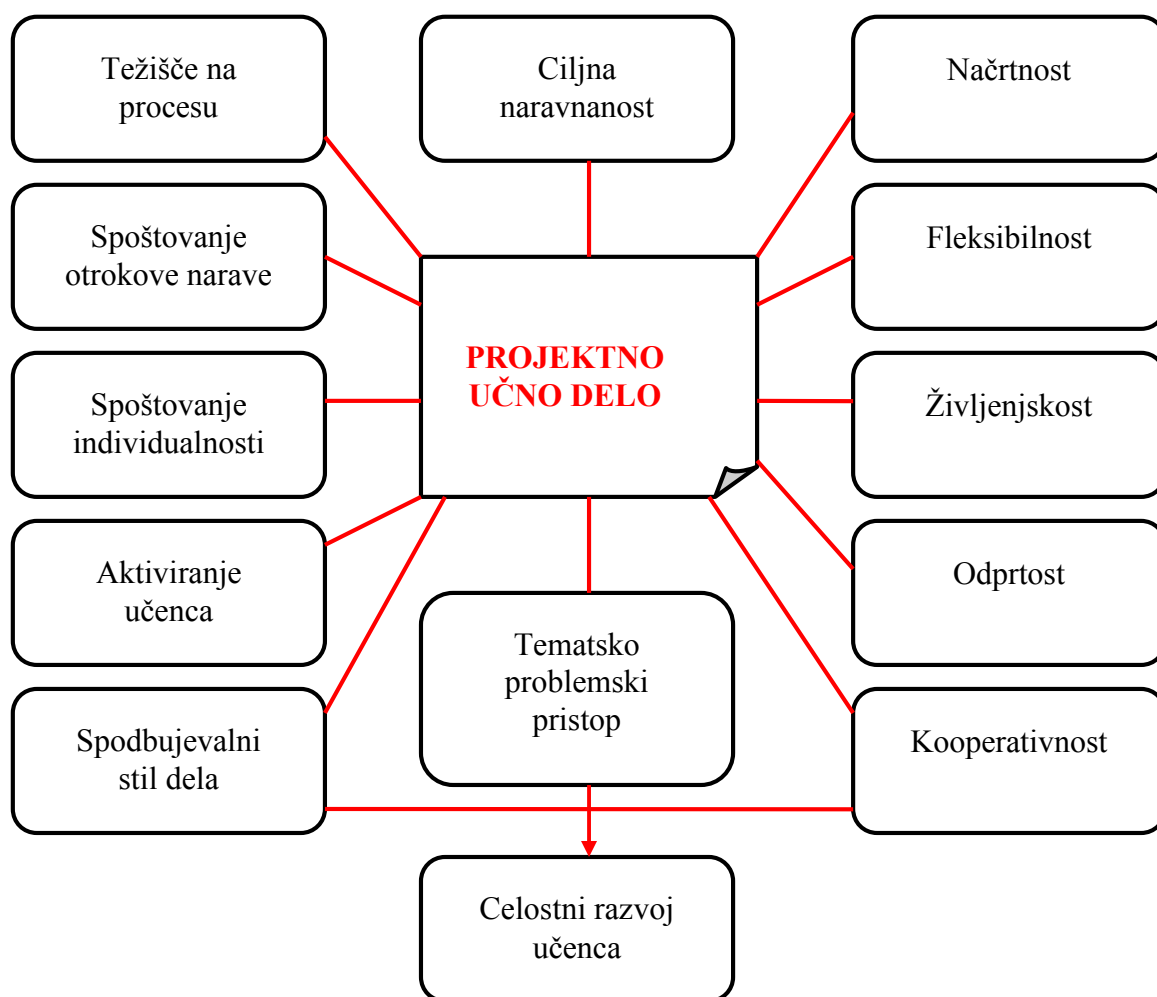 Težišče na
procesu
Ciljna
naravnanost
Načrtnost
Spoštovanje
otrokove narave
Fleksibilnost
PROJEKTNO
UČNO DELO
Spoštovanje
individualnosti
Življenjskost
Aktiviranje
učenca
Odprtost
Tematsko
problemski
pristop
Spodbujevalni
stil dela
Kooperativnost
Celostni razvoj
učenca